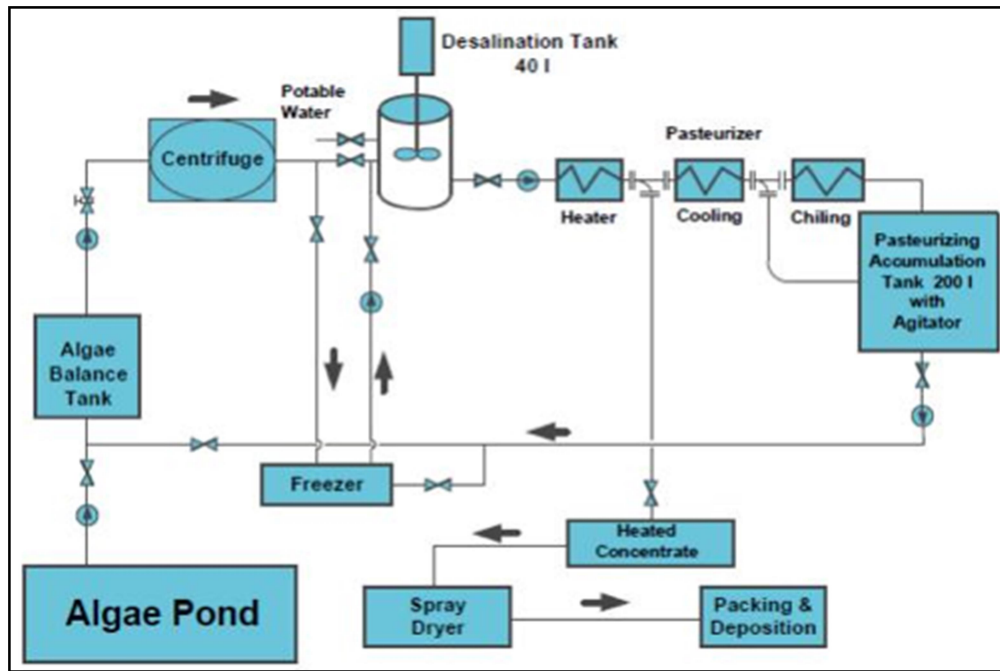 Desalination Tank
40 l
Potable
Water
Centrifuge
Pasteurizer
Heater
Cooling
Chiling
Pasteurizing
Accumulation
Tank 200 l
with
Agitator
Algae
Balance
Tank
Freezer
Heated
Concentrate
Algae Pond
Spray
Dryer
Packing &
Deposition